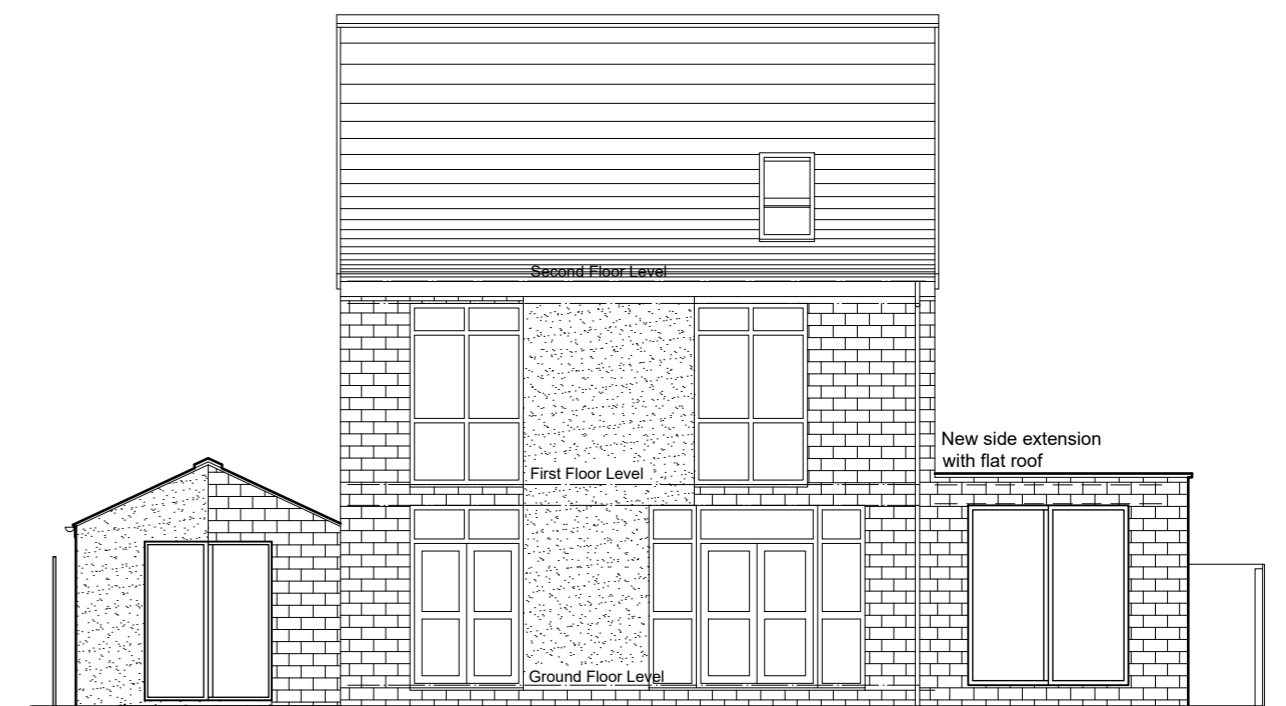 Second Floor Level
New side extension
with flat roof
First Floor Level
Ground Floor Level